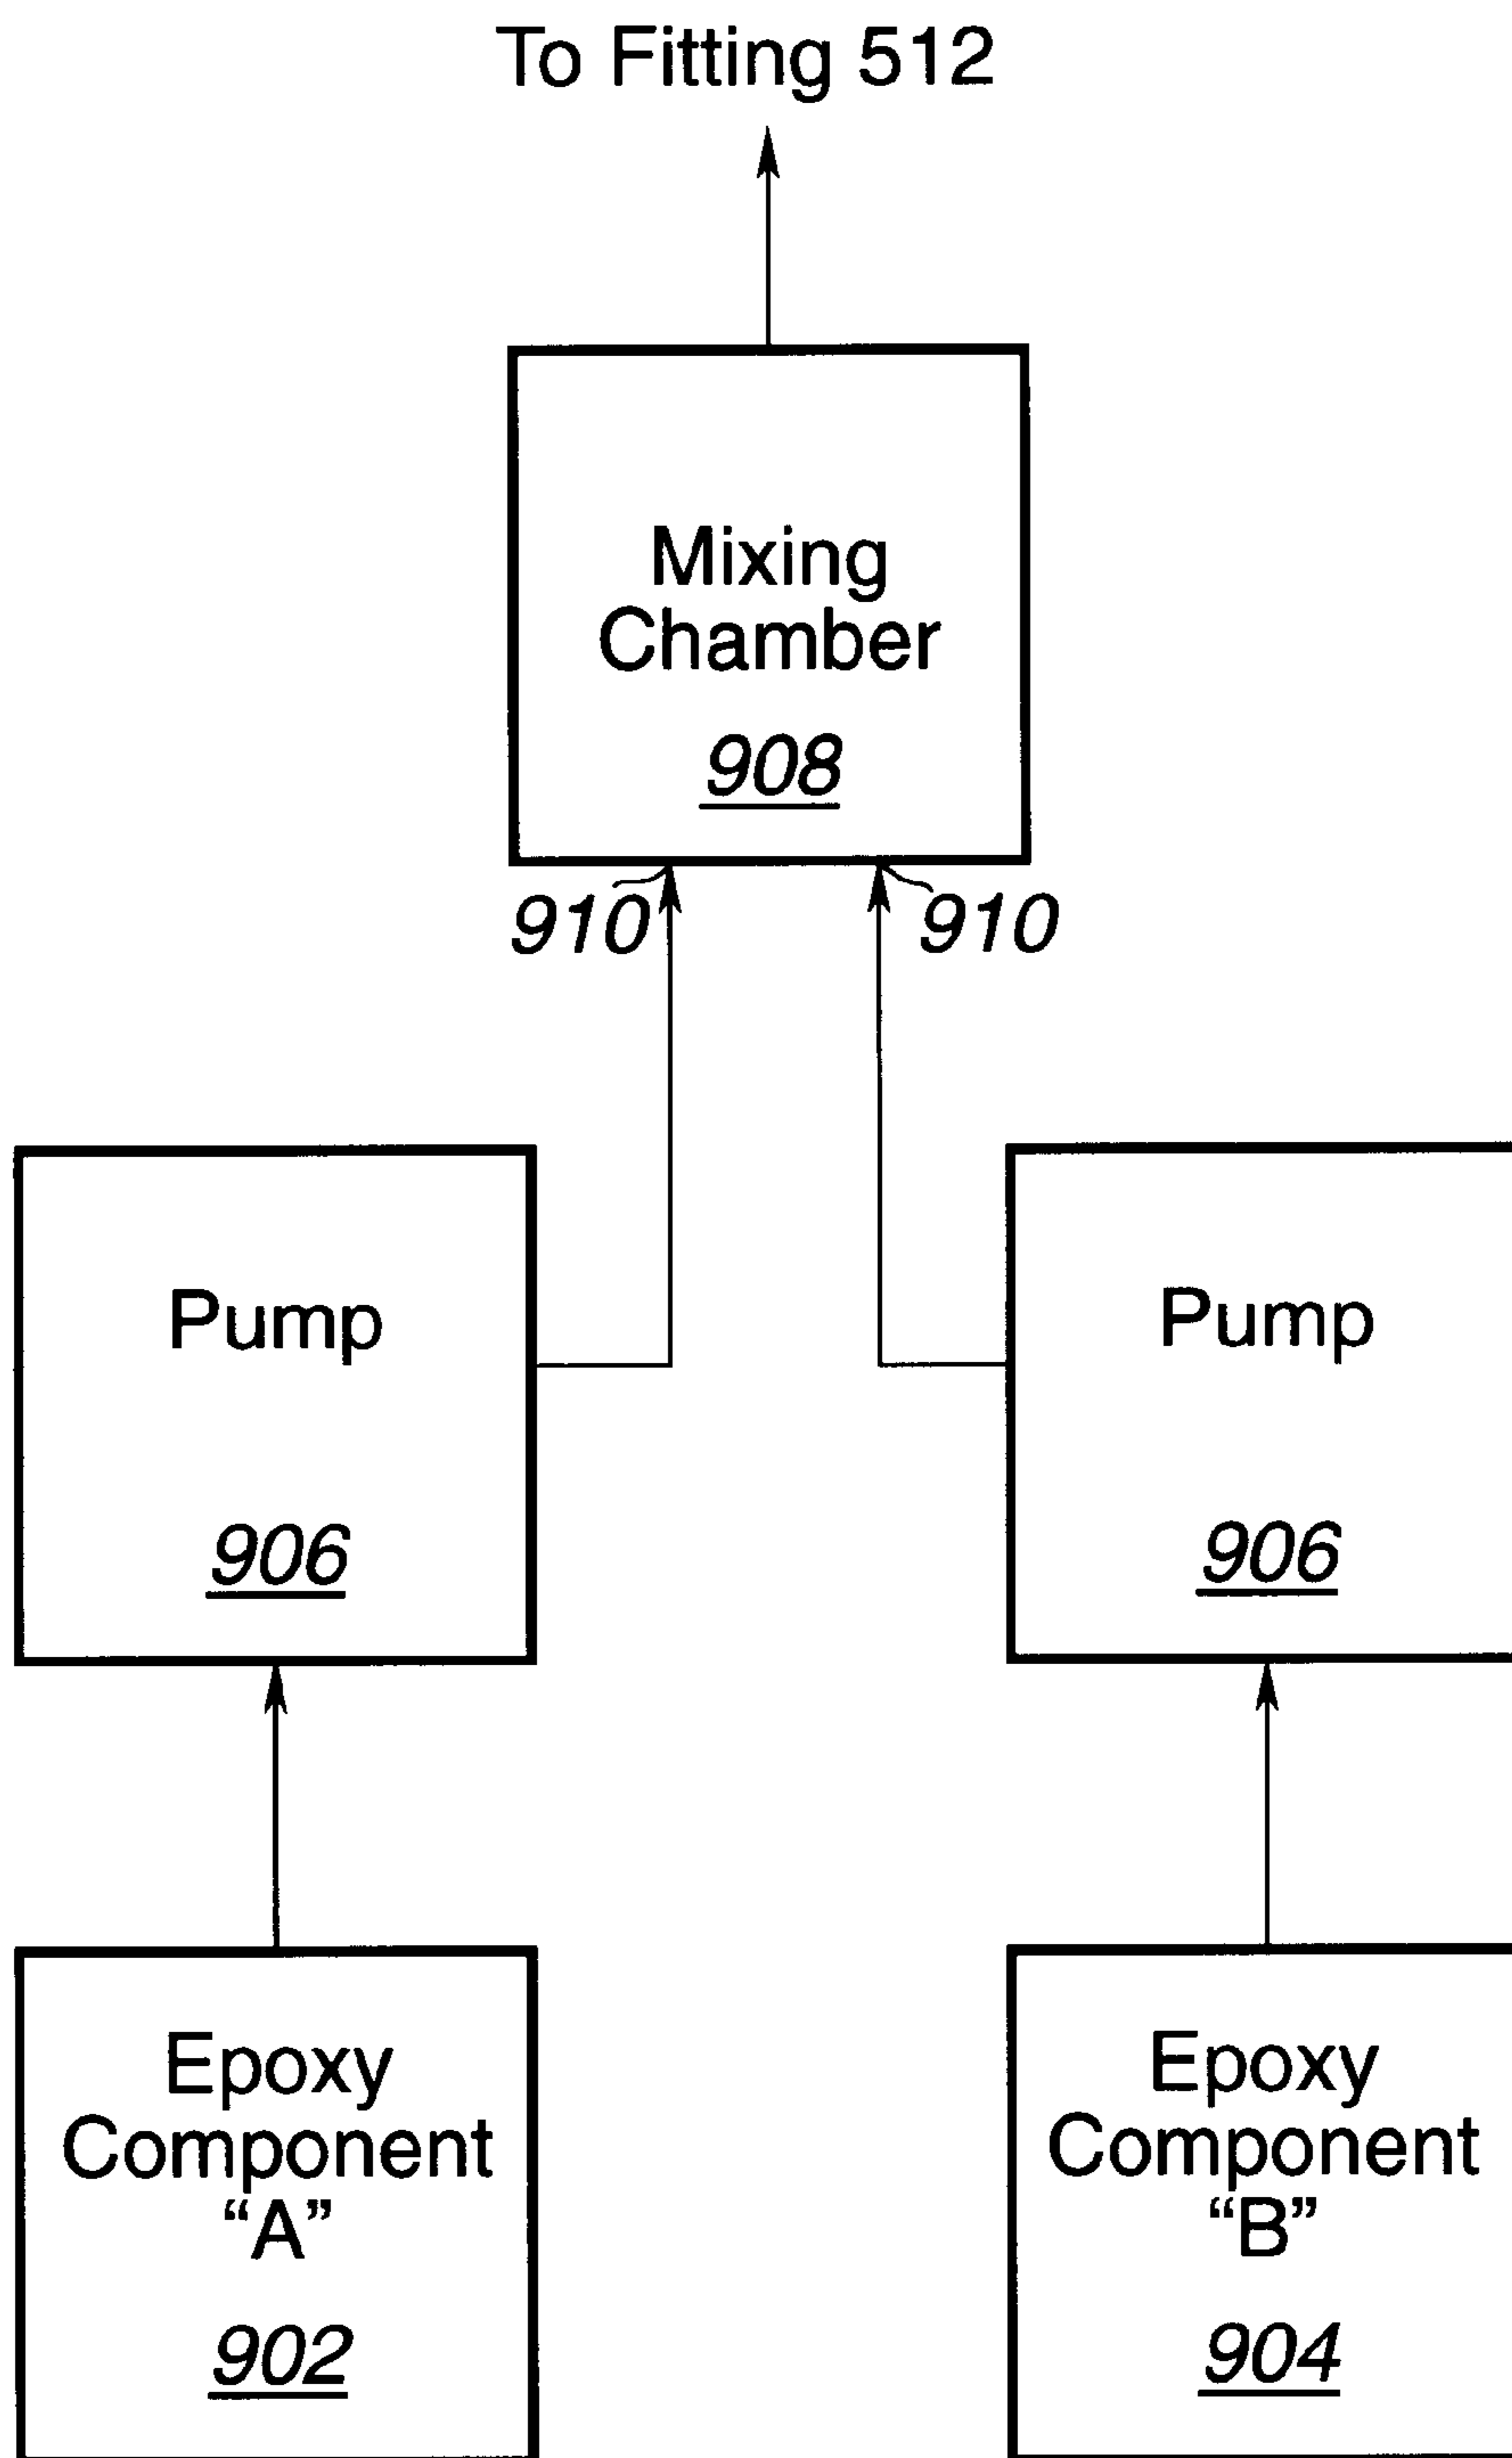 To Fitting 512
Mixing
Chamber
908
910
910
Pump
906
Pump
906
Epoxy
Component
“A”
902
Epoxy
Component
“B”
904